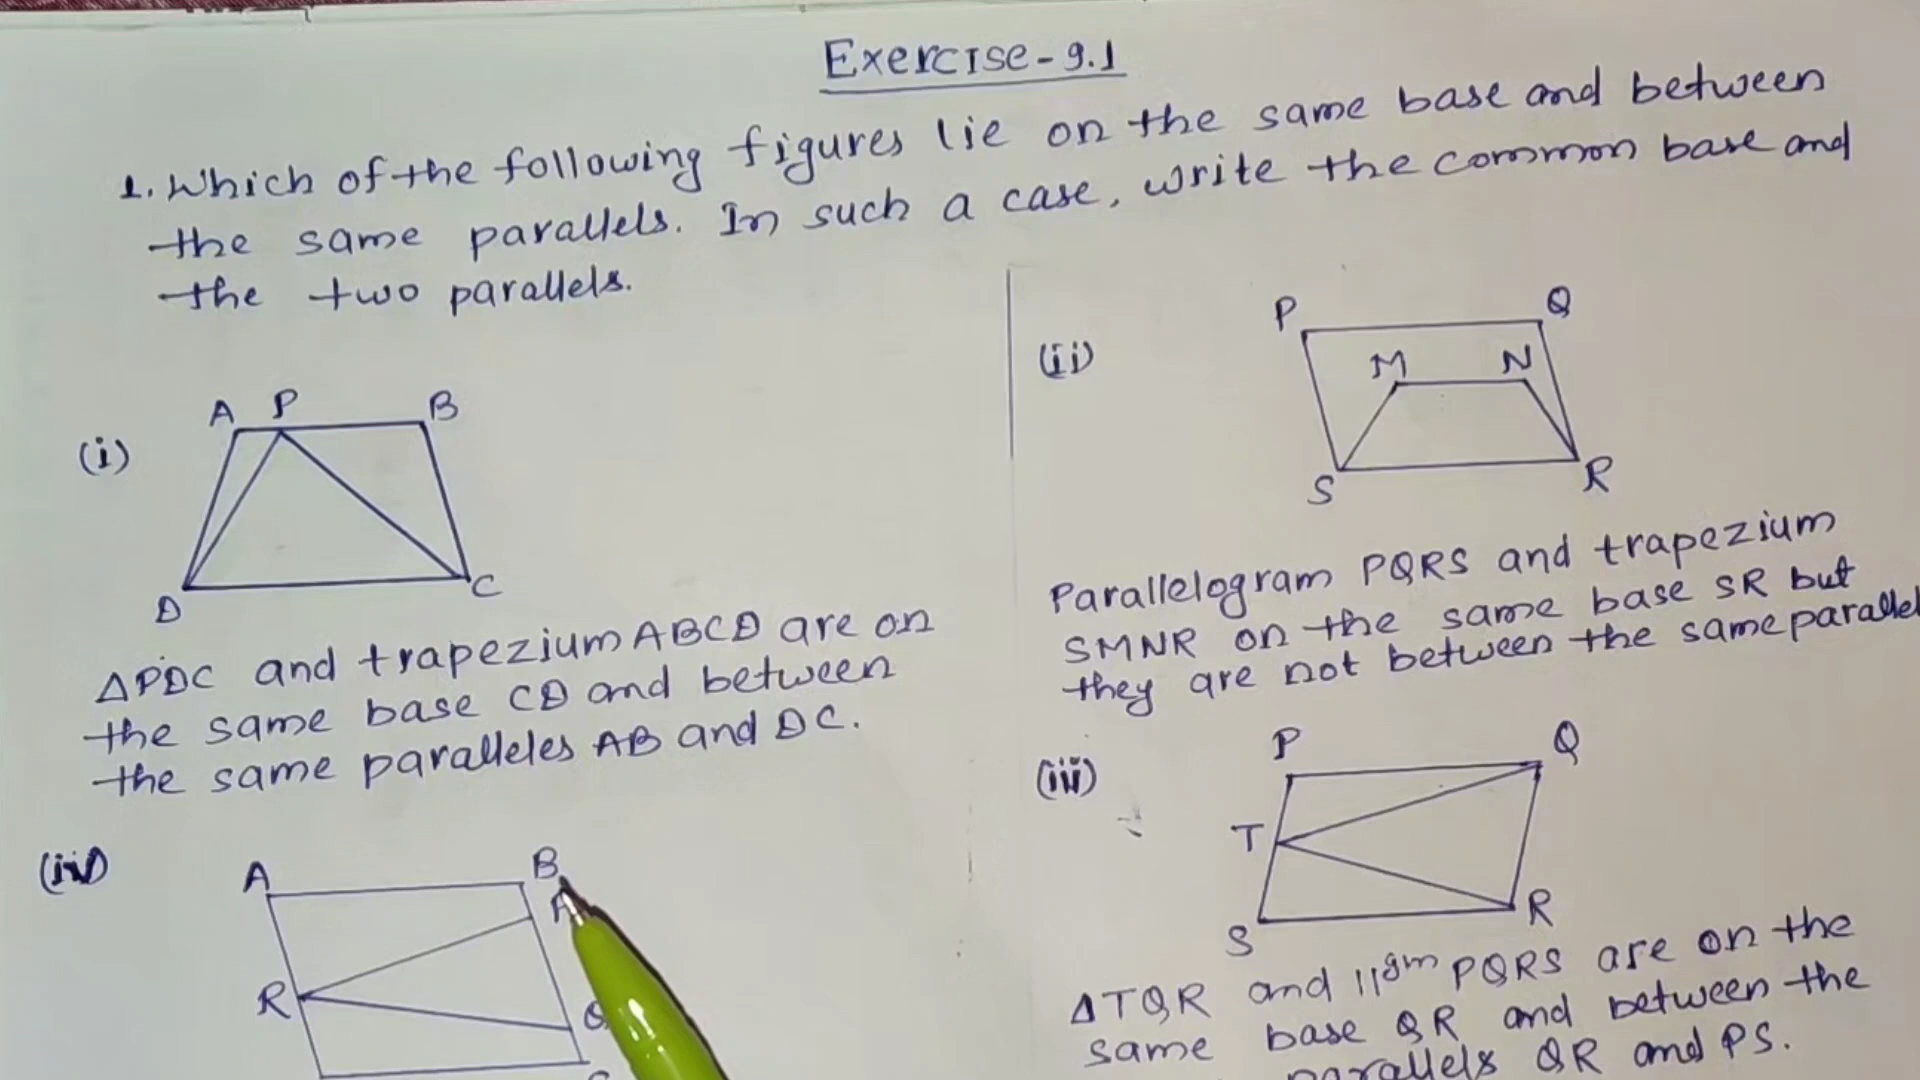 Exercise-9.1
1. Which of the following figures lie on the same base and between
the same parallels. In such a case, write the common base and
the two parallels.
(i)
A P B
D C
ΔPDC and trapezium ABCD are on
the same base CD and between
the same paralleles AB and DC.
(ii)
P Q
M N
S R
Parallelogram PQRS and trapezium
SMNR on the same base SR but
they are not between the same parallel
(iii)
P Q
T
S R
ΔTQR and ||gm PQRS are on the
same base QR and between the
parallels QR and PS.
(iv)
A B
R